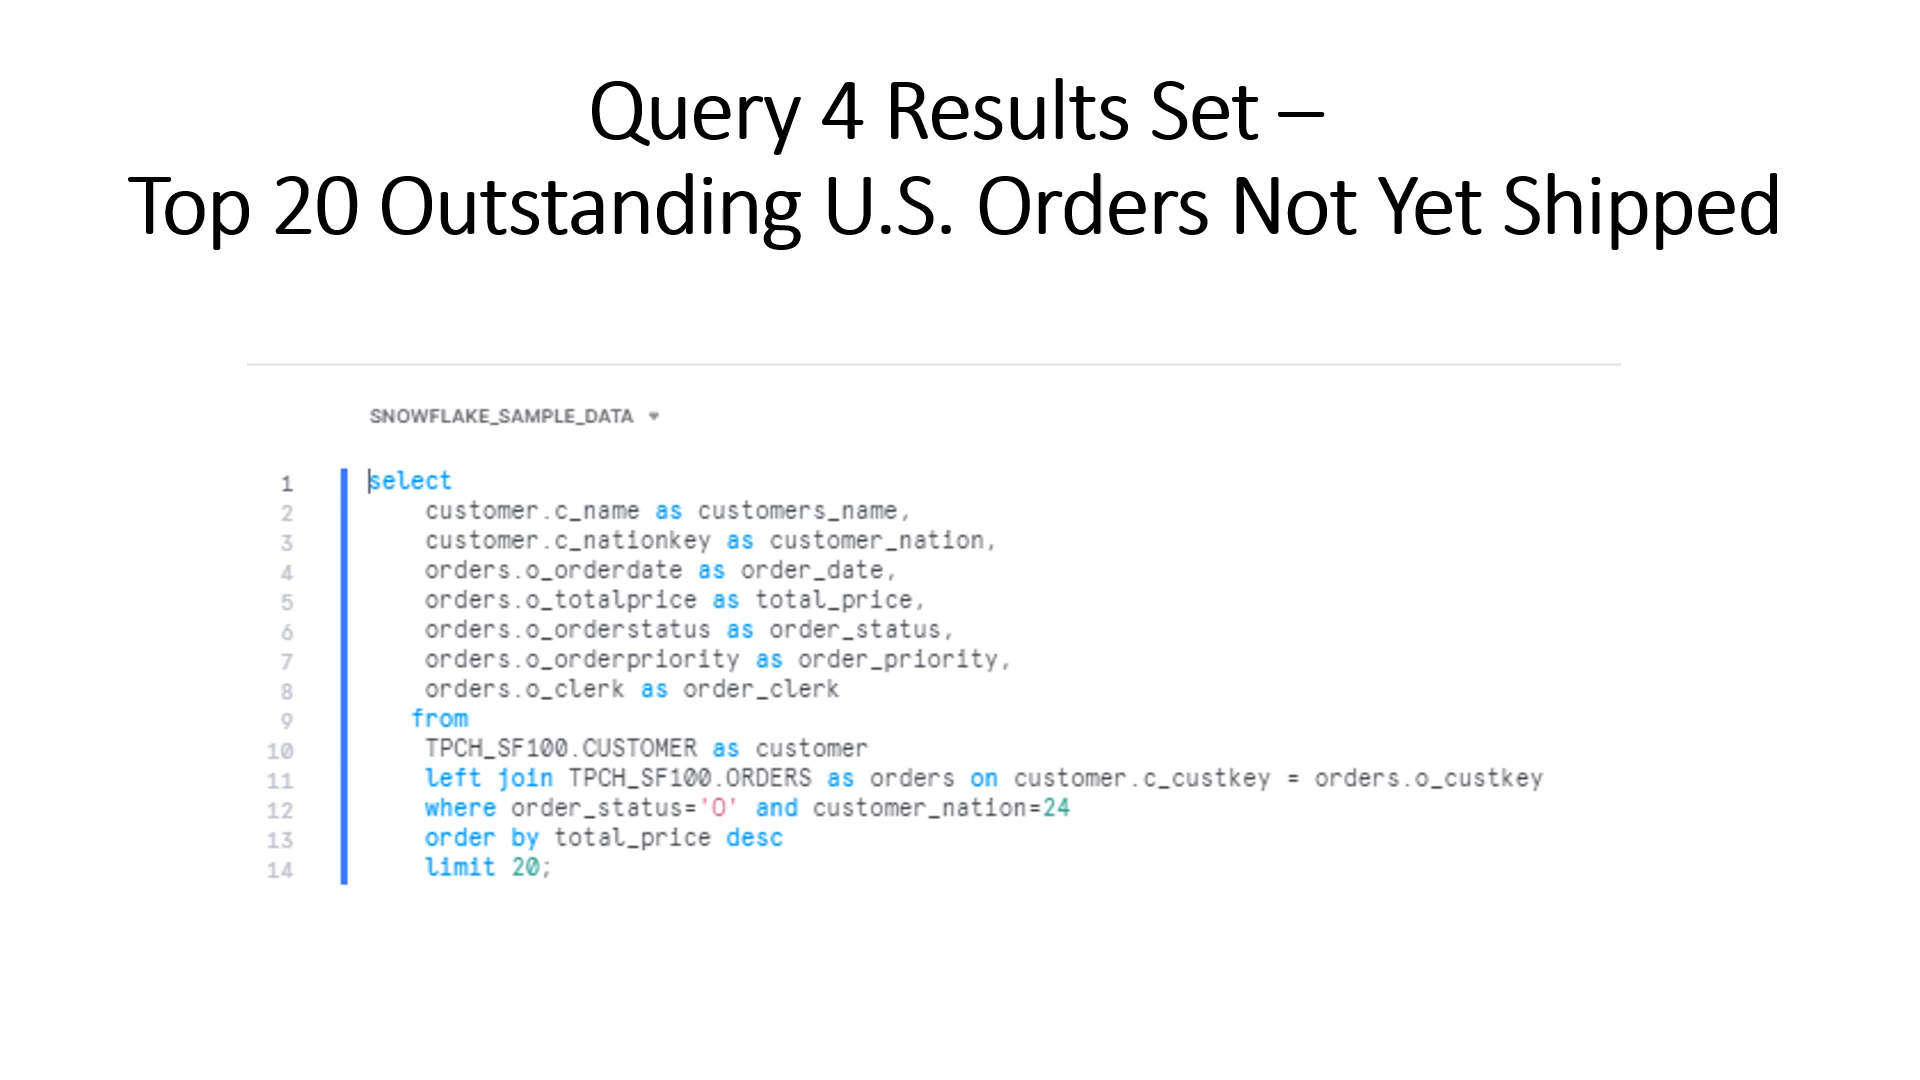 Query 4 Results Set –
Top 20 Outstanding U.S. Orders Not Yet Shipped
SNOWFLAKE_SAMPLE_DATA
1 select
2 customer.c_name as customers_name,
3 customer.c_nationkey as customer_nation,
4 orders.o_orderdate as order_date,
5 orders.o_totalprice as total_price,
6 orders.o_orderstatus as order_status,
7 orders.o_orderpriority as order_priority,
8 orders.o_clerk as order_clerk
9 from
10 TPCH_SF100.CUSTOMER as customer
11 left join TPCH_SF100.ORDERS as orders on customer.c_custkey = orders.o_custkey
12 where order_status='O' and customer_nation=24
13 order by total_price desc
14 limit 20;